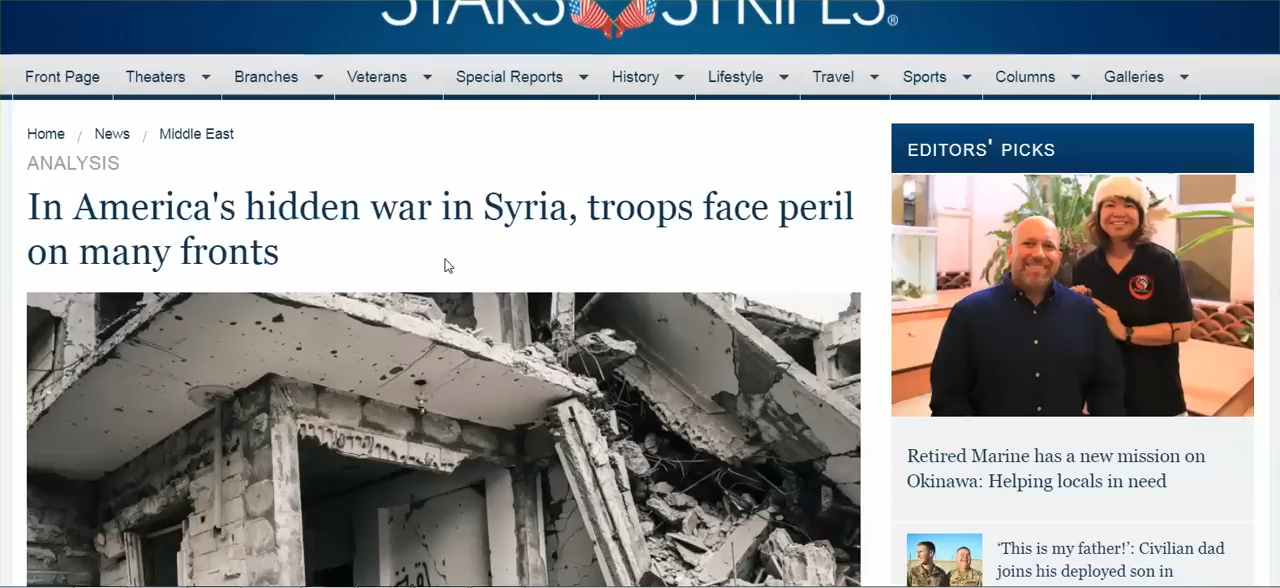 STARS STRIPES®
Front Page Theaters Branches Veterans Special Reports History Lifestyle Travel Sports Columns Galleries
Home / News / Middle East
ANALYSIS
In America's hidden war in Syria, troops face peril
on many fronts
EDITORS' PICKS
Retired Marine has a new mission on
Okinawa: Helping locals in need
‘This is my father!’: Civilian dad
joins his deployed son in